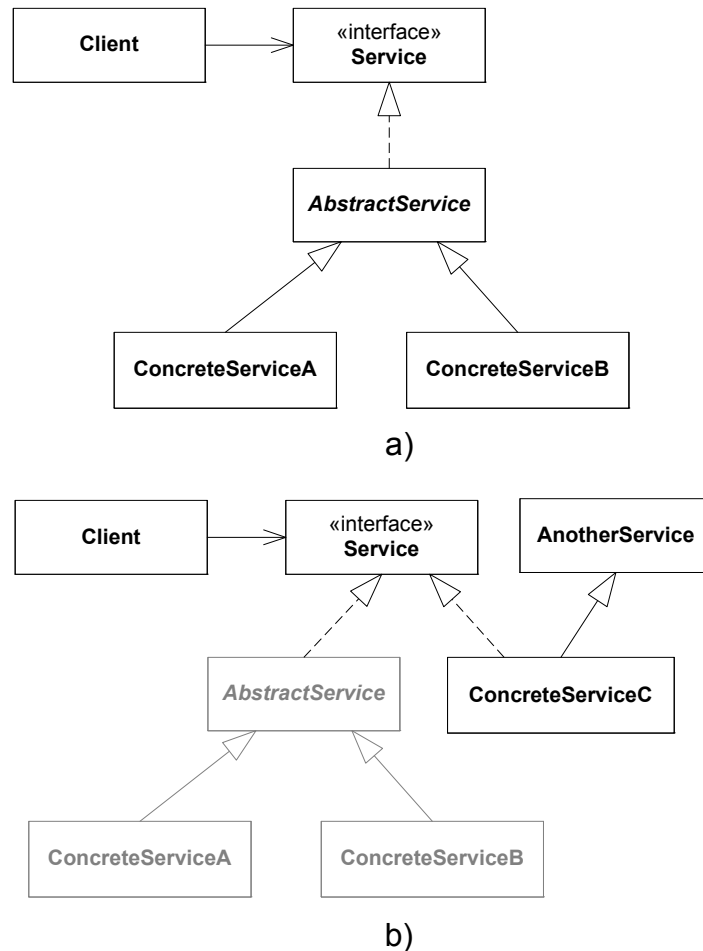 Client
«interface»
Service
AbstractService
ConcreteServiceA
ConcreteServiceB
a)
Client
«interface»
Service
AnotherService
AbstractService
ConcreteServiceC
ConcreteServiceA
ConcreteServiceB
b)